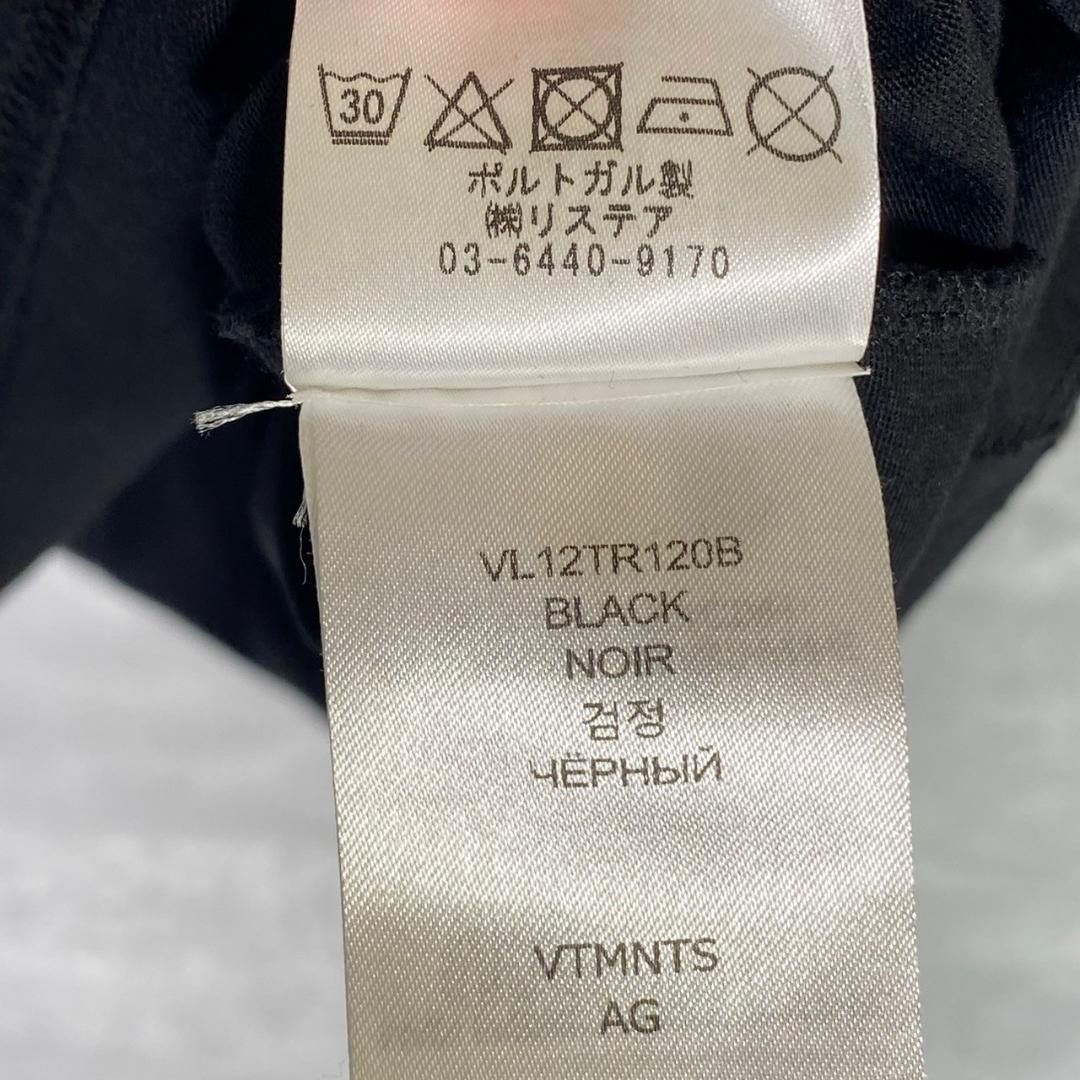 30
ポルトガル製
㈱リステア
03-6440-9170
VL12TR120B
BLACK
NOIR
검정
ЧЁРНЫЙ
VTMNTS
AG